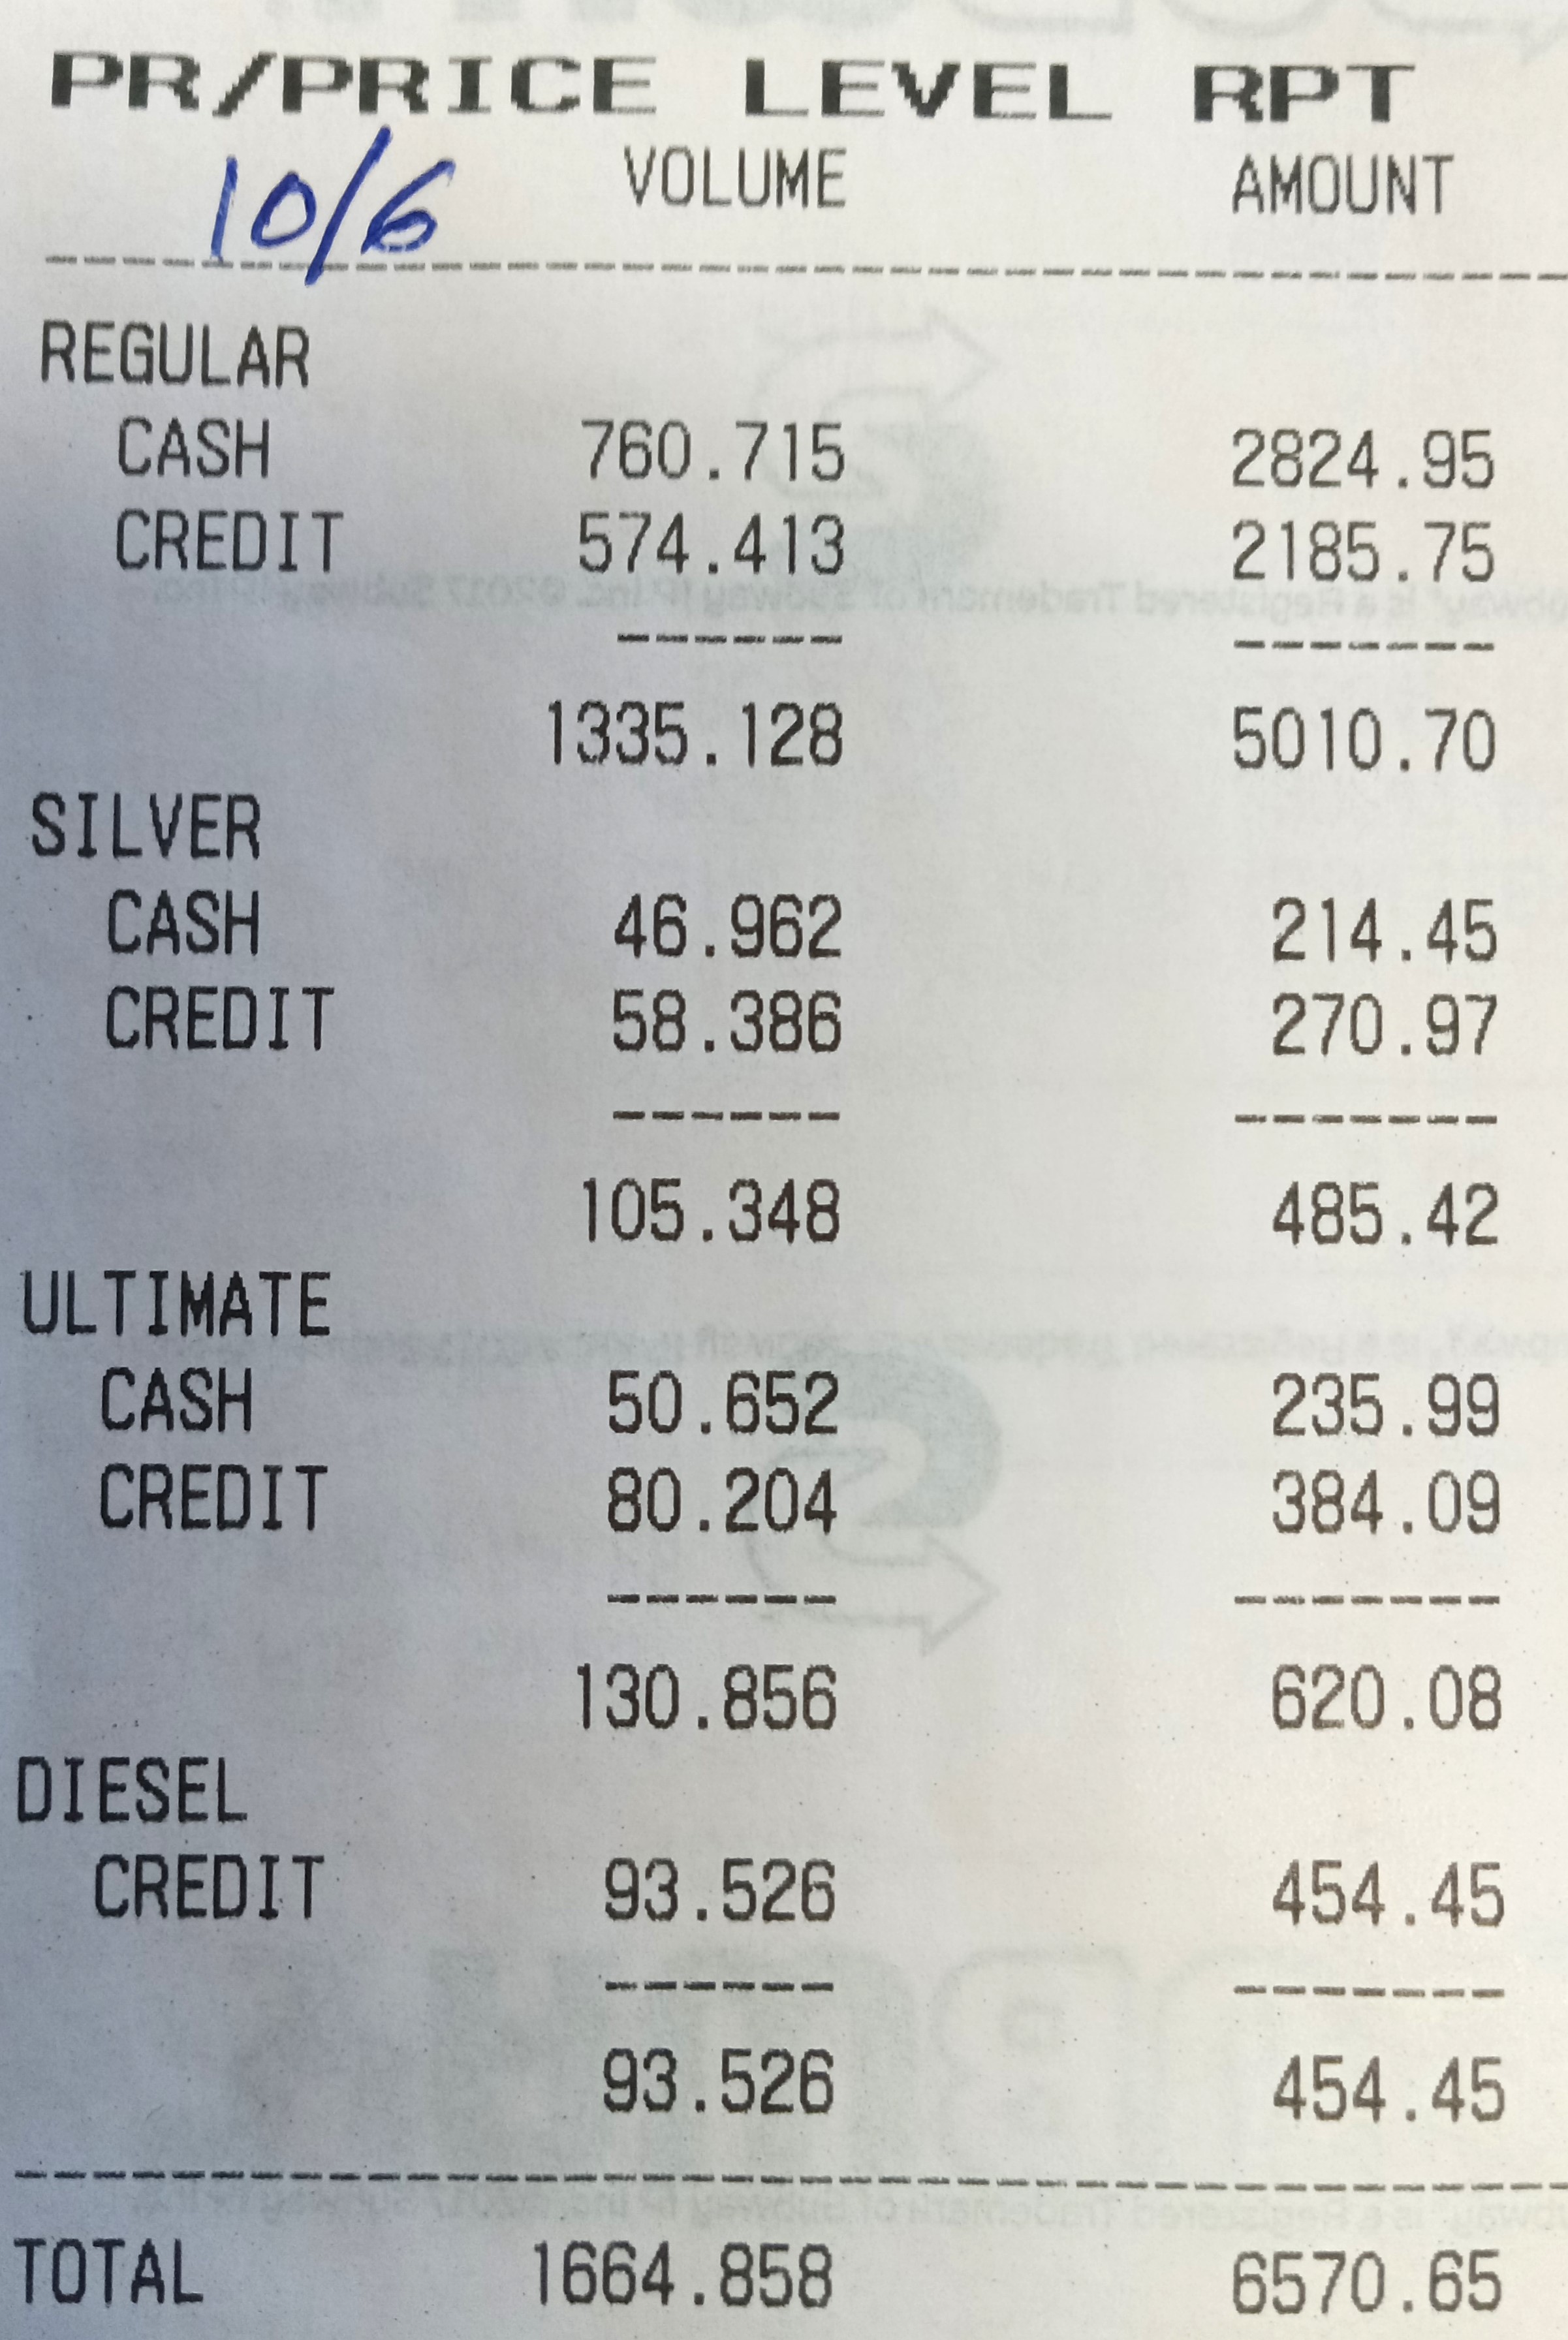 PR/PRICE LEVEL RPT
10/6 VOLUME AMOUNT
REGULAR
CASH 760.715 2824.95
CREDIT 574.413 2185.75
1335.128 5010.70
SILVER
CASH 46.962 214.45
CREDIT 58.386 270.97
105.348 485.42
ULTIMATE
CASH 50.652 235.99
CREDIT 80.204 384.09
130.856 620.08
DIESEL
CREDIT 93.526 454.45
93.526 454.45
TOTAL 1664.858 6570.65